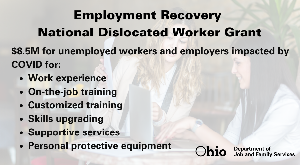 Employment Recovery
National Dislocated Worker Grant
$8.5M for unemployed workers and employers impacted by
COVID for:
• Work experience
• On-the-job training
• Customized training
• Skills upgrading
• Supportive services
• Personal protective equipment
Ohio Department of
Job and Family Services